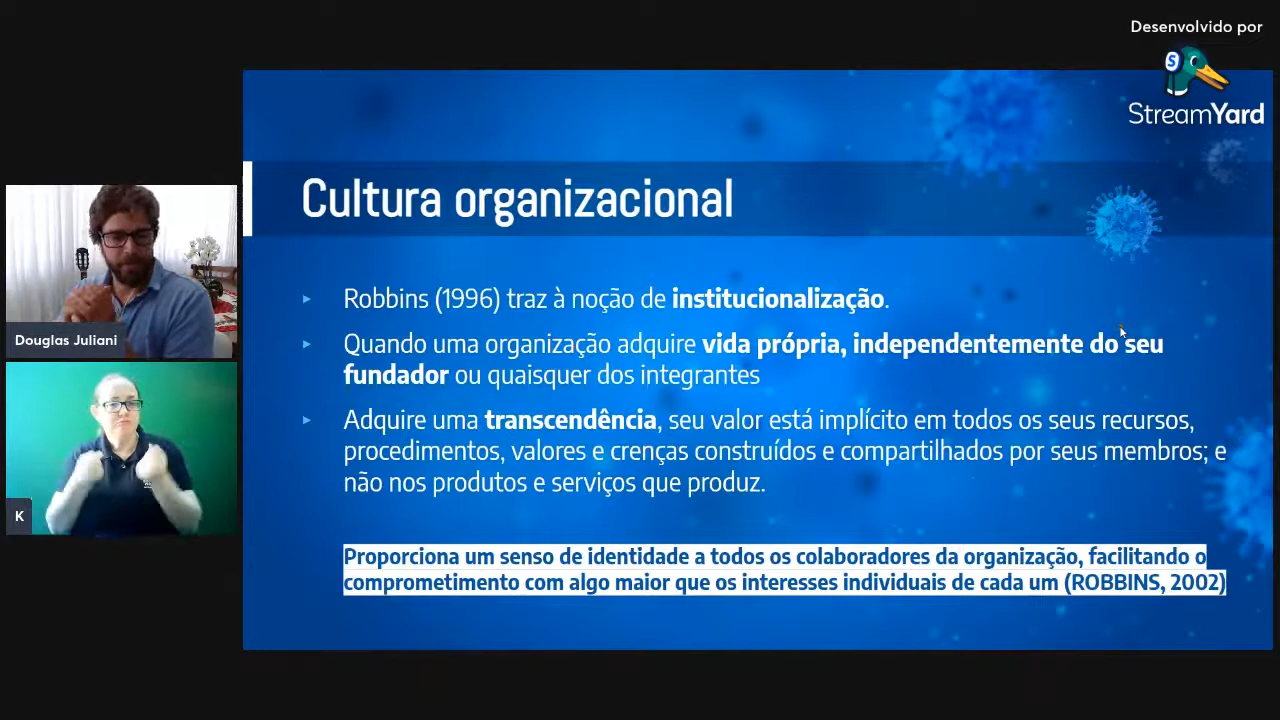 Desenvolvido por
StreamYard
Cultura organizacional
Robbins (1996) traz à noção de institucionalização.
Quando uma organização adquire vida própria, independentemente do seu
fundador ou quaisquer dos integrantes
Adquire uma transcendência, seu valor está implícito em todos os seus recursos,
procedimentos, valores e crenças construídos e compartilhados por seus membros; e
não nos produtos e serviços que produz.
Proporciona um senso de identidade a todos os colaboradores da organização, facilitando o
comprometimento com algo maior que os interesses individuais de cada um (ROBBINS, 2002)
Douglas Juliani
K